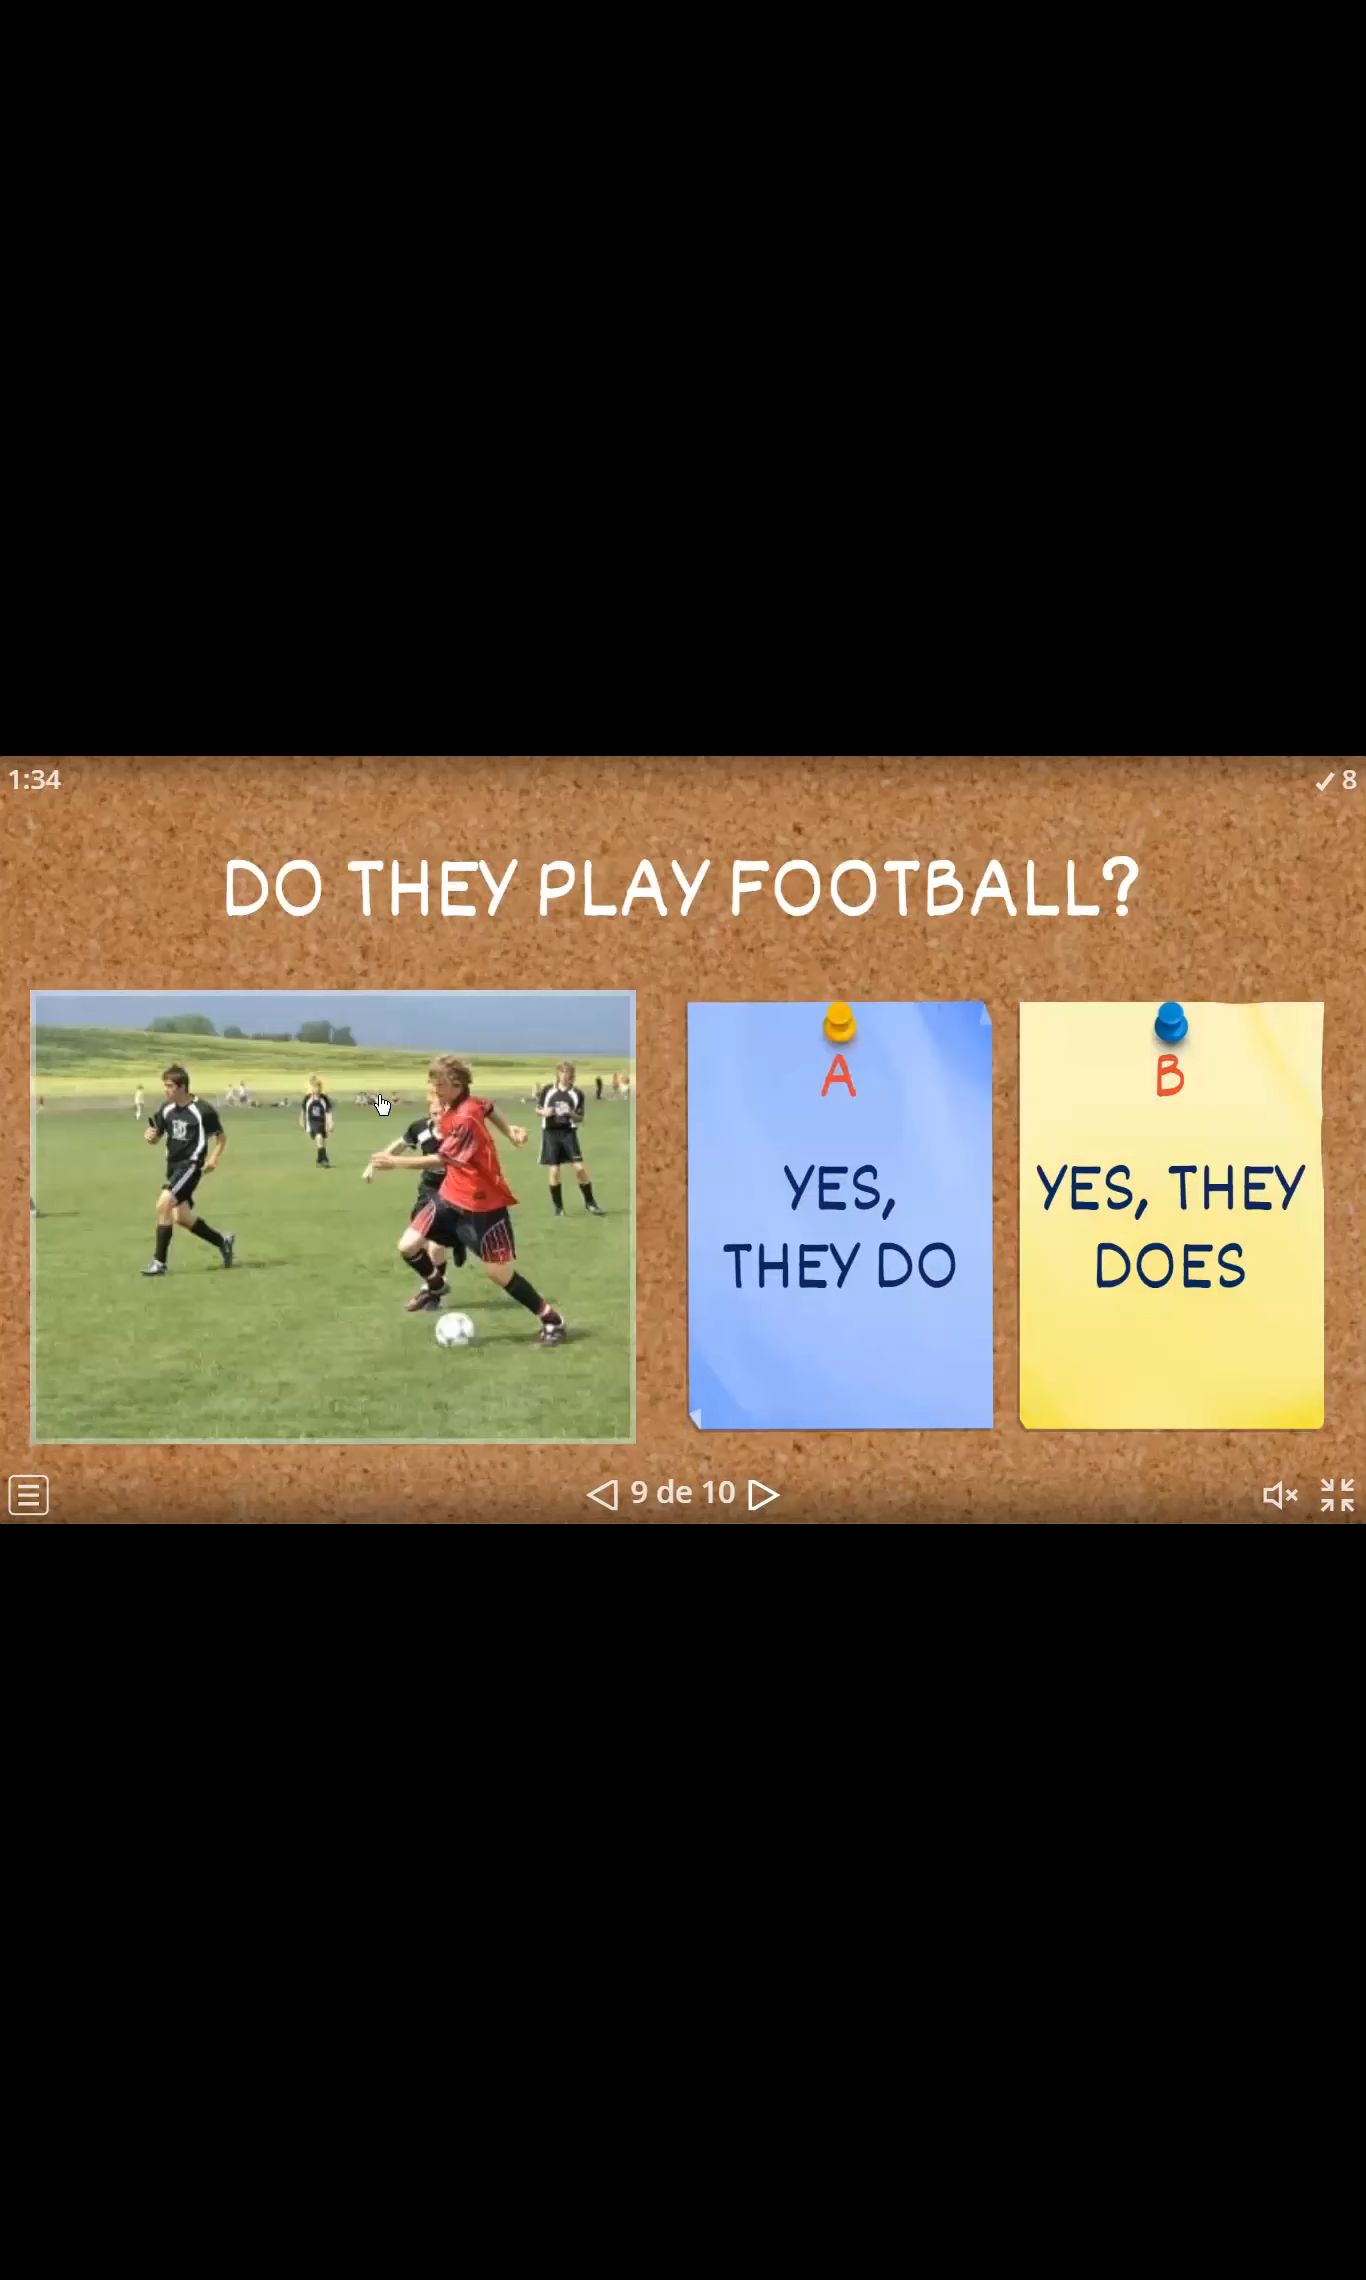 1:34
✓ 8
DO THEY PLAY FOOTBALL?
A
YES,
THEY DO
B
YES, THEY
DOES
9 de 10